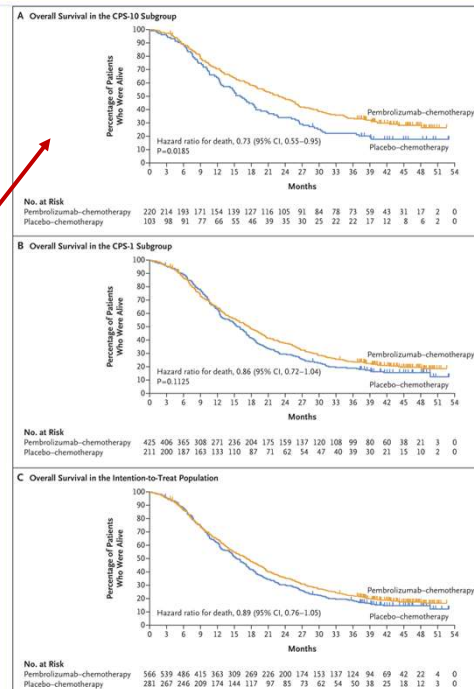 A Overall Survival in the CPS-10 Subgroup
Percentage of Patients
Who Were Alive
100
90
80
70
60
50
40
30
20
10
0
Pembrolizumab–chemotherapy
Placebo–chemotherapy
Hazard ratio for death, 0.73 (95% CI, 0.55–0.95)
P=0.0185
0 3 6 9 12 15 18 21 24 27 30 33 36 39 42 45 48 51 54
Months
No. at Risk
Pembrolizumab–chemotherapy 220 214 193 171 154 139 127 116 105 91 84 78 73 59 43 31 17 2 0
Placebo–chemotherapy 103 98 91 77 66 55 46 39 35 30 25 22 22 17 12 8 6 2 0
B Overall Survival in the CPS-1 Subgroup
Percentage of Patients
Who Were Alive
100
90
80
70
60
50
40
30
20
10
0
Pembrolizumab–chemotherapy
Placebo–chemotherapy
Hazard ratio for death, 0.86 (95% CI, 0.72–1.04)
P=0.1125
0 3 6 9 12 15 18 21 24 27 30 33 36 39 42 45 48 51 54
Months
No. at Risk
Pembrolizumab–chemotherapy 425 406 365 308 271 236 204 175 159 137 120 108 99 80 60 38 21 3 0
Placebo–chemotherapy 211 200 187 163 133 110 87 71 62 54 47 40 39 30 21 15 10 2 0
C Overall Survival in the Intention-to-Treat Population
Percentage of Patients
Who Were Alive
100
90
80
70
60
50
40
30
20
10
0
Pembrolizumab–chemotherapy
Placebo–chemotherapy
Hazard ratio for death, 0.89 (95% CI, 0.76–1.05)
0 3 6 9 12 15 18 21 24 27 30 33 36 39 42 45 48 51 54
Months
No. at Risk
Pembrolizumab–chemotherapy 566 539 486 415 363 309 269 226 200 174 153 137 124 94 69 42 22 4 0
Placebo–chemotherapy 281 267 246 209 174 144 117 97 85 73 62 54 50 38 25 18 12 3 0